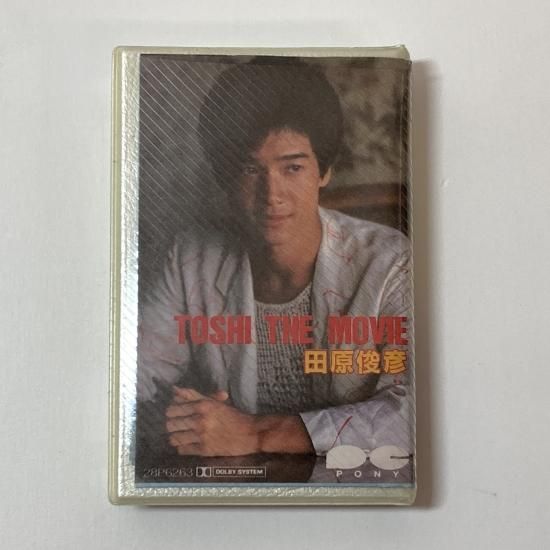 TOSHI THE MOVIE
田原俊彦
28P6263 DOLBY SYSTEM
PONY